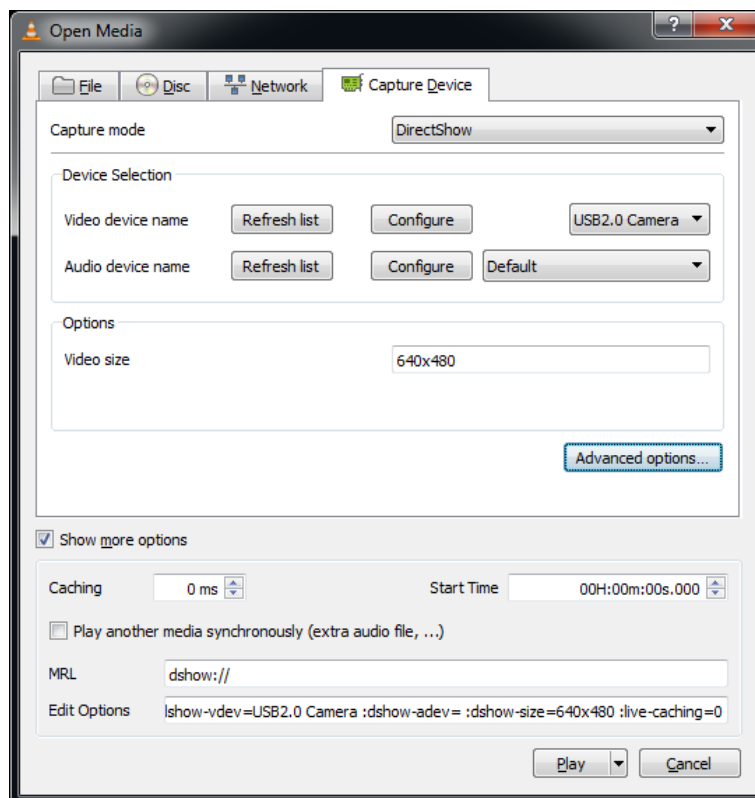 Open Media
File Disc Network Capture Device
Capture mode DirectShow
Device Selection
Video device name Refresh list Configure USB2.0 Camera
Audio device name Refresh list Configure Default
Options
Video size 640x480
Advanced options...
Show more options
Caching 0 ms Start Time 00H:00m:00s.000
Play another media synchronously (extra audio file, ...)
MRL dshow://
Edit Options lshow-vdev=USB2.0 Camera :dshow-adev= :dshow-size=640x480 :live-caching=0
Play Cancel